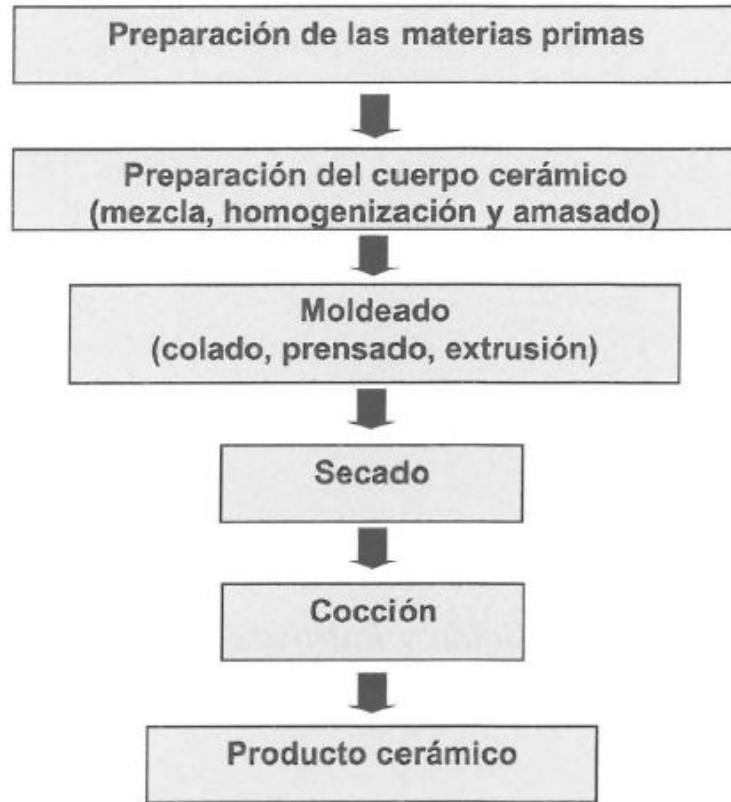 Preparación de las materias primas
Preparación del cuerpo cerámico
(mezcla, homogenización y amasado)
Moldeado
(colado, prensado, extrusión)
Secado
Cocción
Producto cerámico